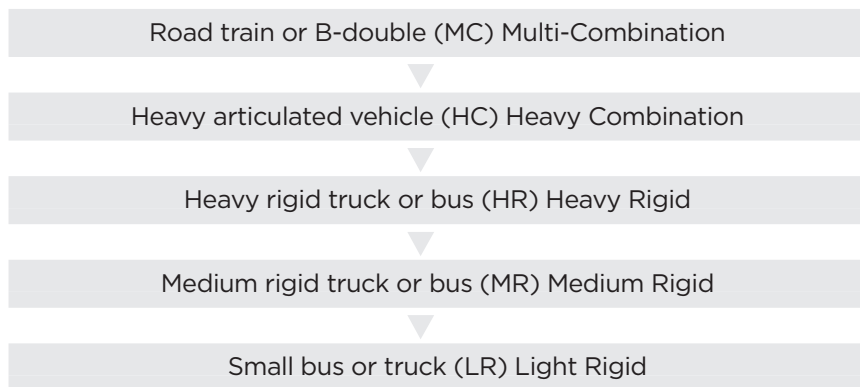 Road train or B-double (MC) Multi-Combination
Heavy articulated vehicle (HC) Heavy Combination
Heavy rigid truck or bus (HR) Heavy Rigid
Medium rigid truck or bus (MR) Medium Rigid
Small bus or truck (LR) Light Rigid